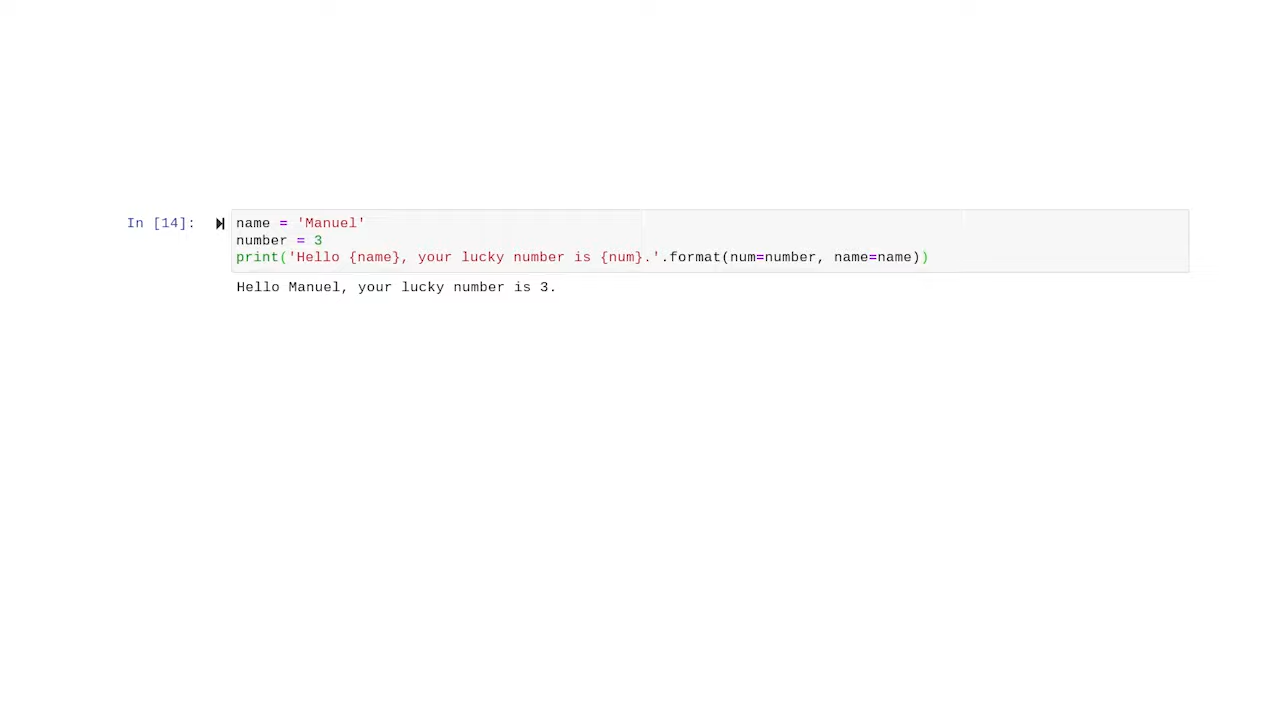 In [14]: name = 'Manuel'
number = 3
print('Hello {name}, your lucky number is {num}.'.format(num=number, name=name))
Hello Manuel, your lucky number is 3.